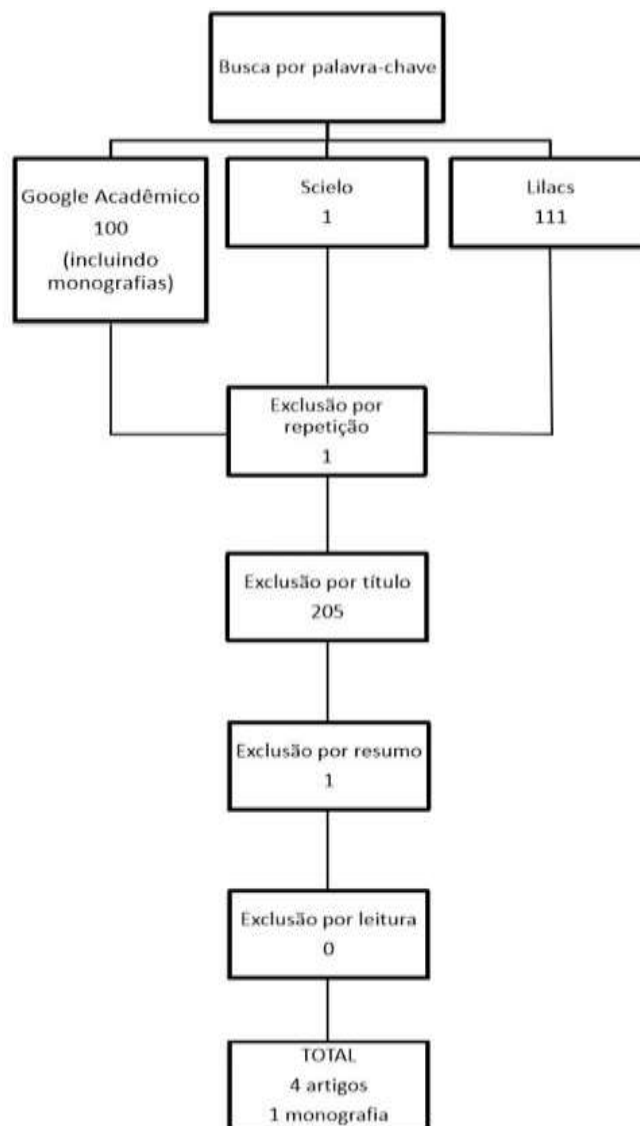 Busca por palavra-chave
Google Acadêmico
100
(incluindo
monografias)
Scielo
1
Lilacs
111
Exclusão por
repetição
1
Exclusão por título
205
Exclusão por resumo
1
Exclusão por leitura
0
TOTAL
4 artigos
1 monografia